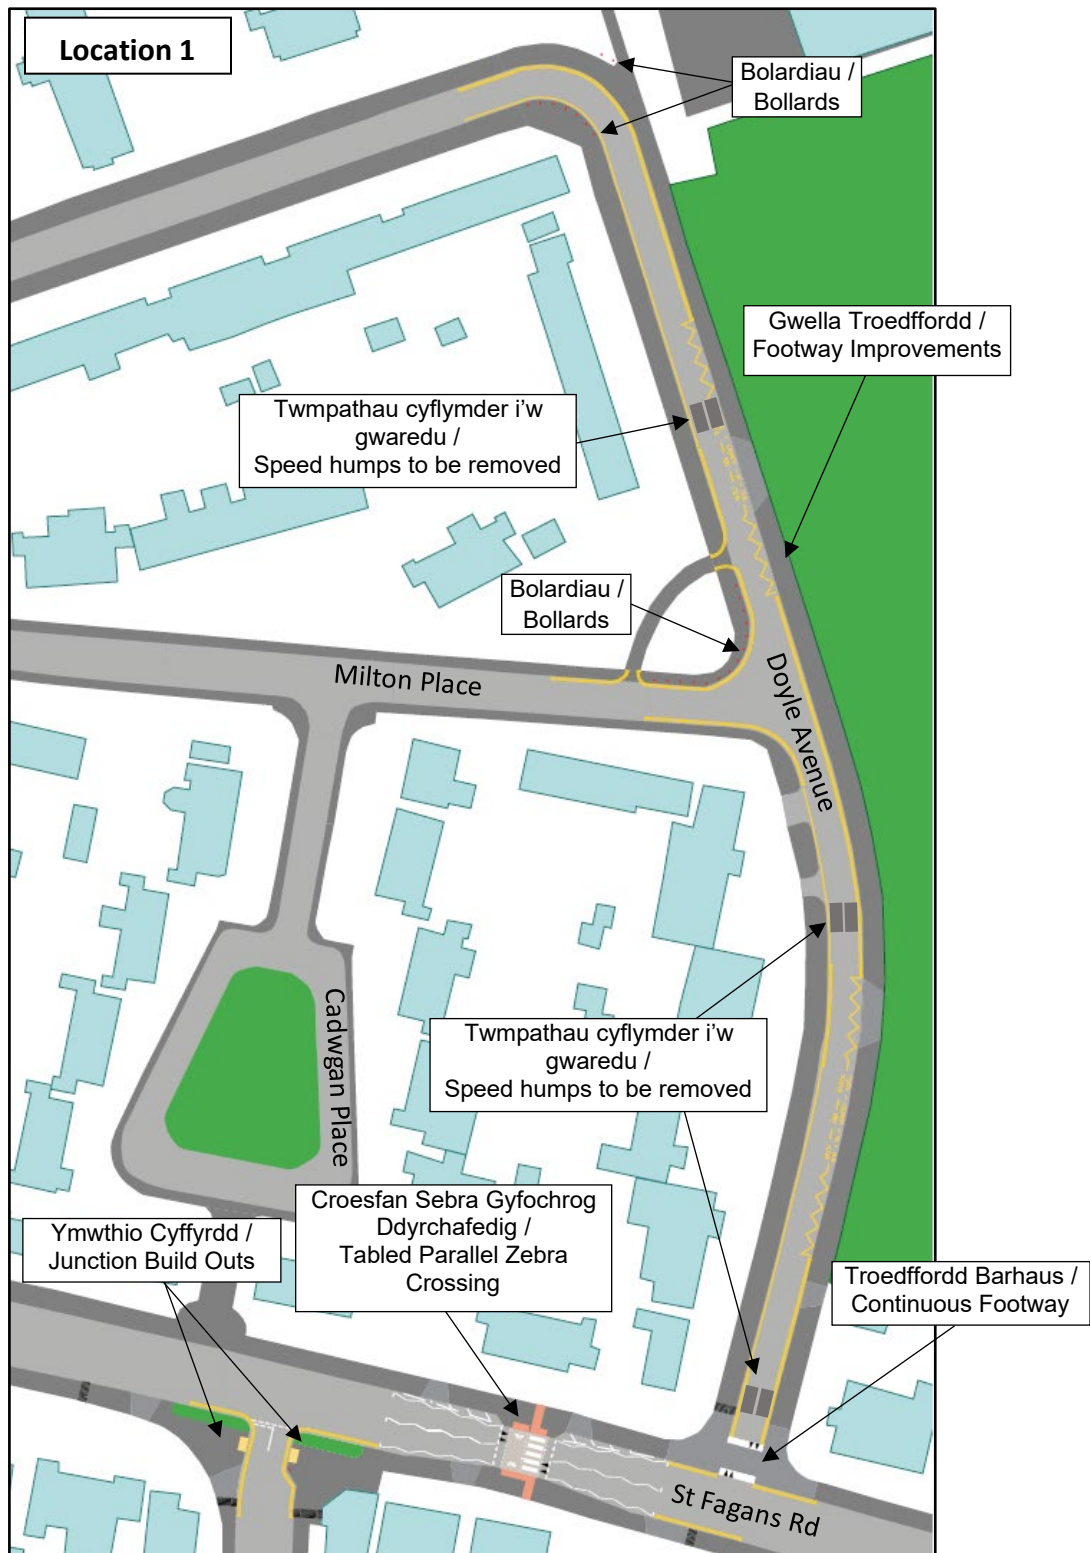 Location 1
Bolardiau /
Bollards
Gwella Troedffordd /
Footway Improvements
Twmpathau cyflymder i'w
gwaredu /
Speed humps to be removed
Bolardiau /
Bollards
Milton Place
Doyle Avenue
Cadwgan Place
Twmpathau cyflymder i'w
gwaredu /
Speed humps to be removed
Croesfan Sebra Gyfochrog
Ddyrchafedig /
Tabled Parallel Zebra
Crossing
Ymwthio Cyffyrdd /
Junction Build Outs
Troedffordd Barhaus /
Continuous Footway
St Fagans Rd